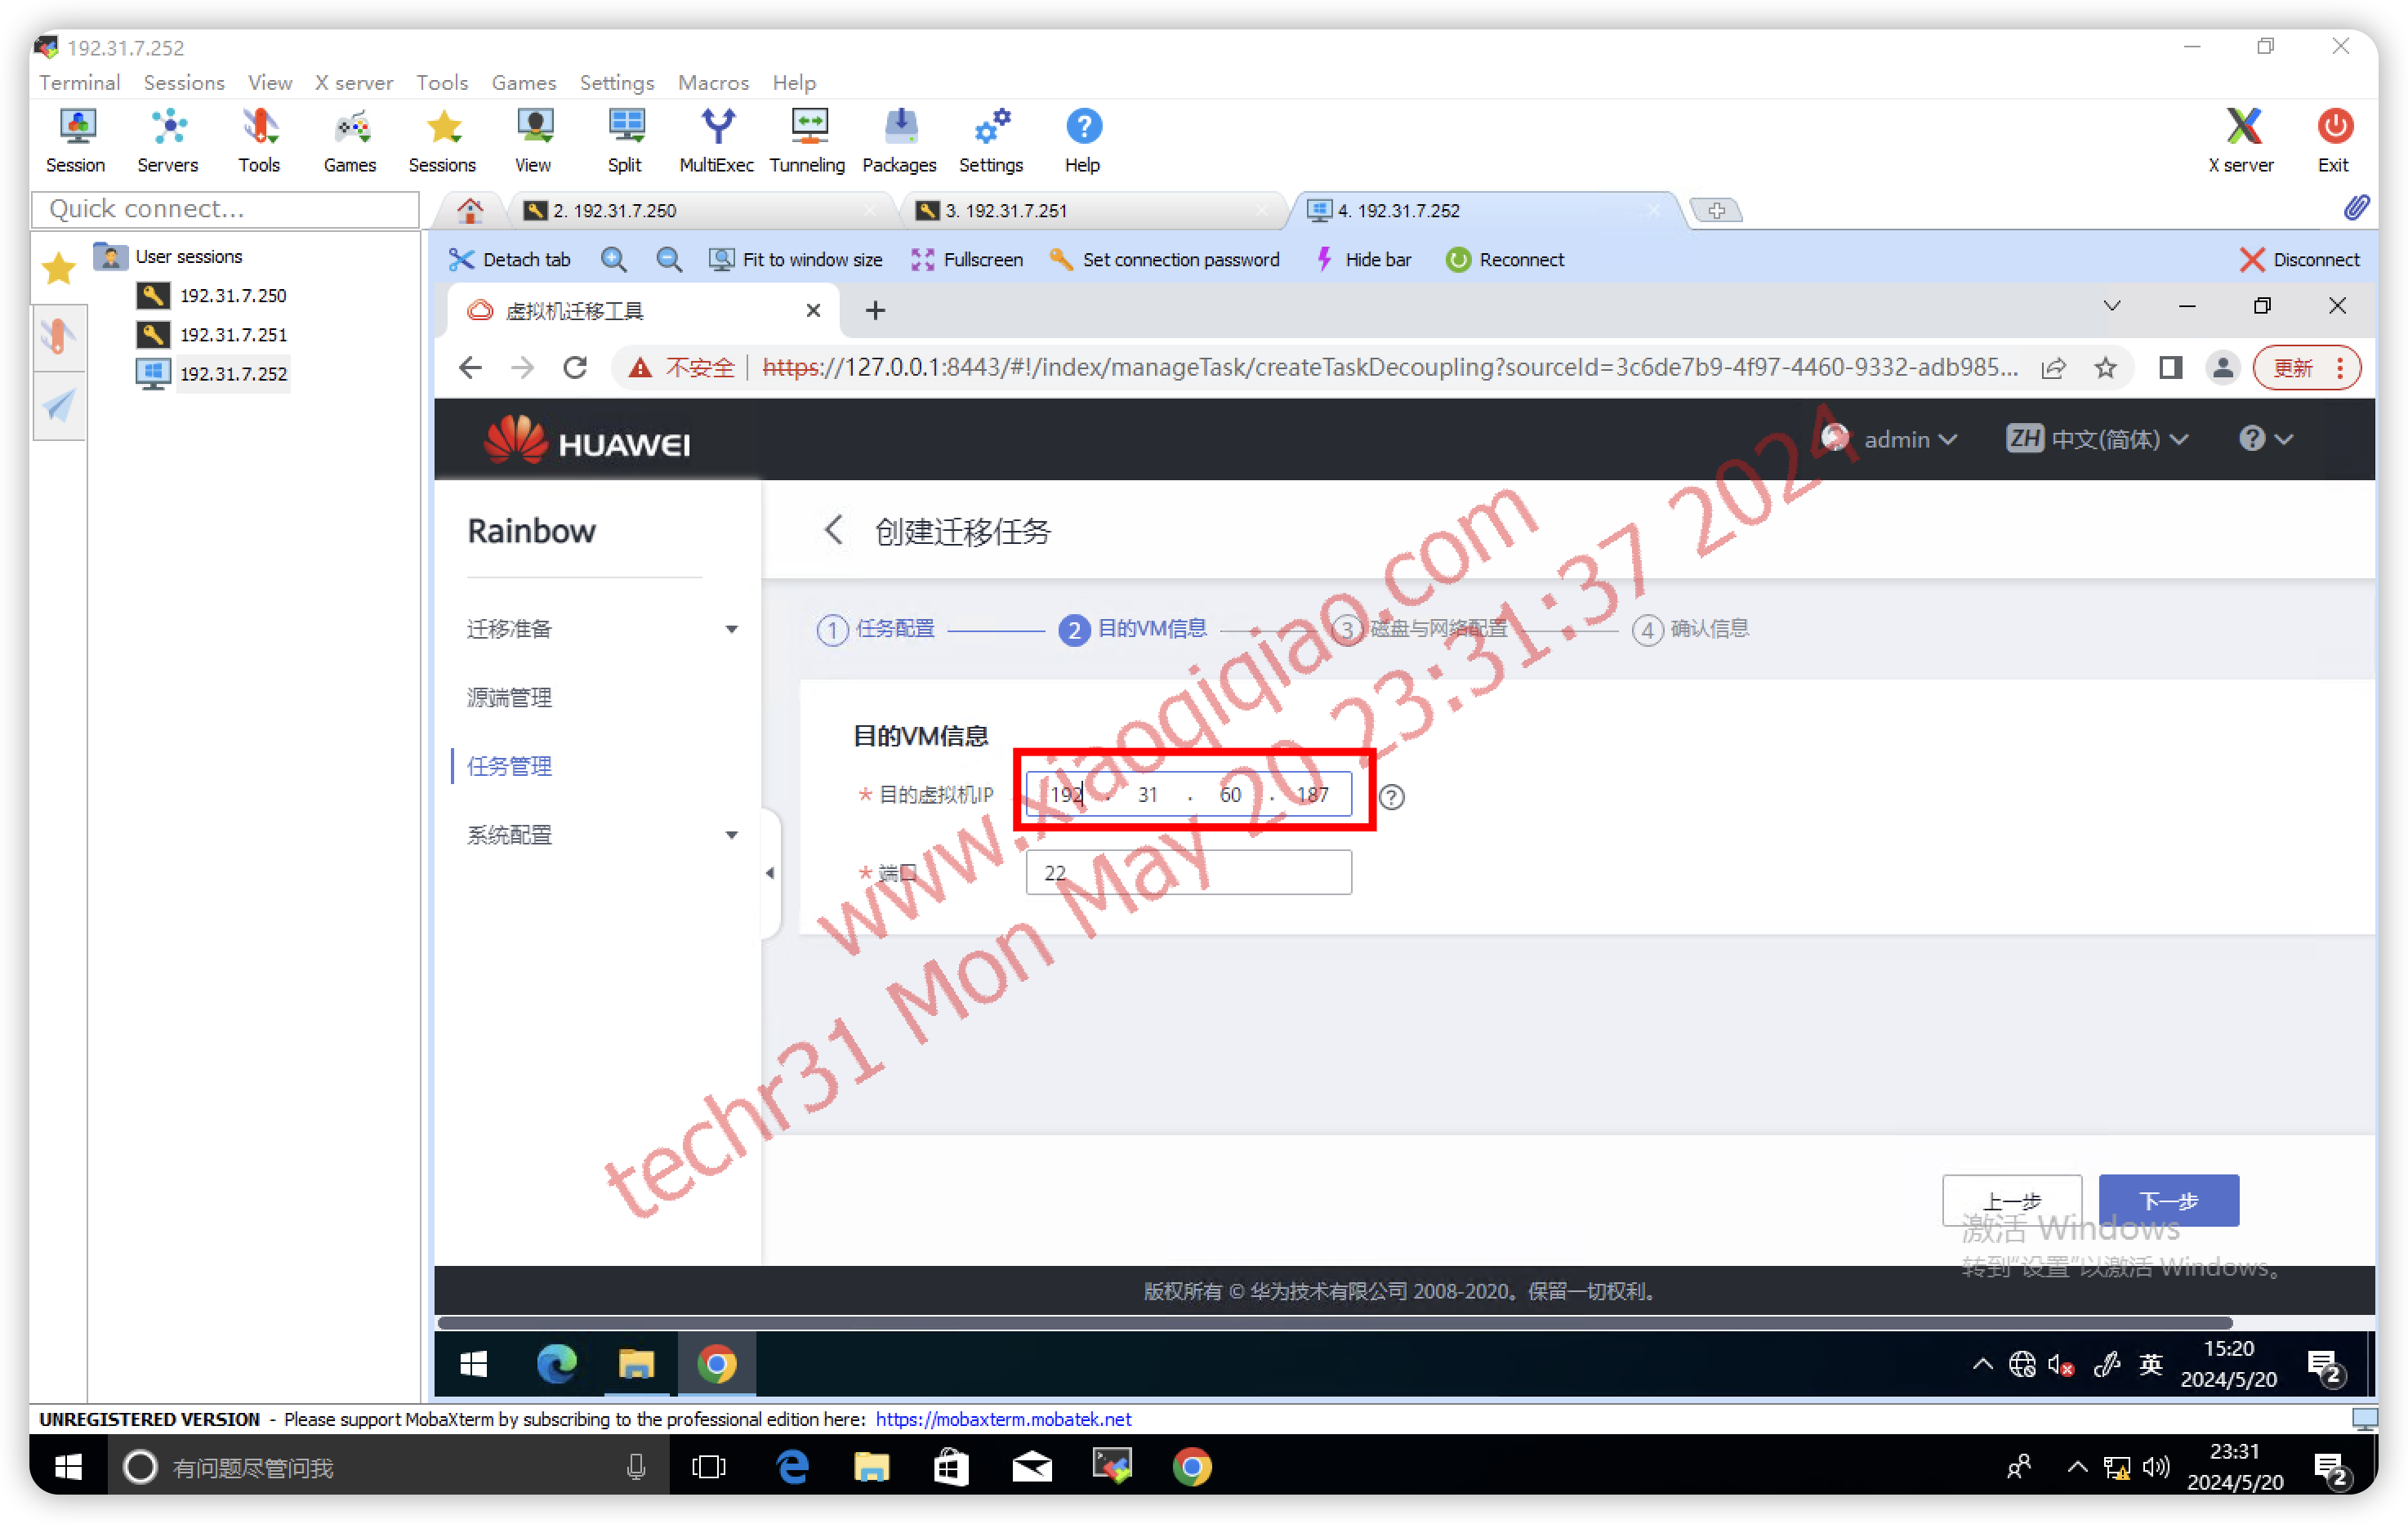 192.31.7.252
Terminal Sessions View X server Tools Games Settings Macros Help
Session Servers Tools Games Sessions View Split MultiExec Tunneling Packages Settings Help X server Exit
Quick connect...
2. 192.31.7.250
3. 192.31.7.251
4. 192.31.7.252
User sessions
192.31.7.250
192.31.7.251
192.31.7.252
Detach tab Fit to window size Fullscreen Set connection password Hide bar Reconnect Disconnect
虚拟机迁移工具
不安全 https://127.0.0.1:8443/#!/index/manageTask/createTaskDecoupling?sourceId=3c6de7b9-4f97-4460-9332-adb985... 更新
HUAWEI admin ZH 中文(简体)
Rainbow
迁移准备
源端管理
任务管理
系统配置
创建迁移任务
1 任务配置 2 目的VM信息 3 磁盘与网络配置 4 确认信息
目的VM信息
* 目的虚拟机IP 192 . 31 . 60 . 187
* 端口 22
www.xiaoqiqiao.com
techr31 Mon May 20 23:31:37 2024
上一步 下一步
激活 Windows
转到“设置”以激活 Windows。
版权所有 © 华为技术有限公司 2008-2020。保留一切权利。
英 15:20
2024/5/20 2
UNREGISTERED VERSION - Please support MobaXterm by subscribing to the professional edition here: https://mobaxterm.mobatek.net
有问题尽管问我
23:31
2024/5/20 2